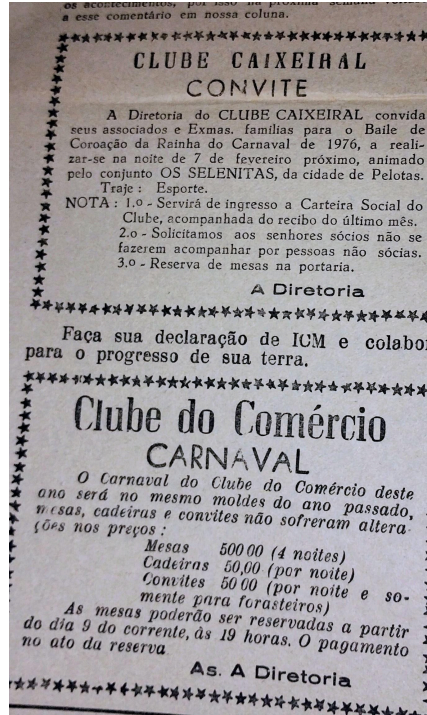 os acontecimentos, por isso na próxima semana
a esse comentário em nossa coluna.
CLUBE CAIXEIRAL
CONVITE
A Diretoria do CLUBE CAIXEIRAL convida
seus associados e Exmas. famílias para o Baile de
Coroação da Rainha do Carnaval de 1976, a reali-
zar-se na noite de 7 de fevereiro próximo, animado
pelo conjunto OS SELENITAS, da cidade de Pelotas.
Traje : Esporte.
NOTA : 1.o - Servirá de ingresso a Carteira Social do
Clube, acompanhada do recibo do último mês.
2.o - Solicitamos aos senhores sócios não se
fazerem acompanhar por pessoas não sócias.
3.o - Reserva de mesas na portaria.
A Diretoria
Faça sua declaração de ICM e colabo
para o progresso de sua terra.
Clube do Comércio
CARNAVAL
O Carnaval do Clube do Comércio deste
ano será no mesmo moldes do ano passado,
mesas, cadeiras e convites não sofreram altera-
ções nos preços :
Mesas 500 00 (4 noites)
Cadeiras 50,00 (por noite)
Convites 50 00 (por noite e so-
mente para forasteiros)
As mesas poderão ser reservadas a partir
do dia 9 do corrente, às 19 horas. O pagamento
no ato da reserva
As. A Diretoria